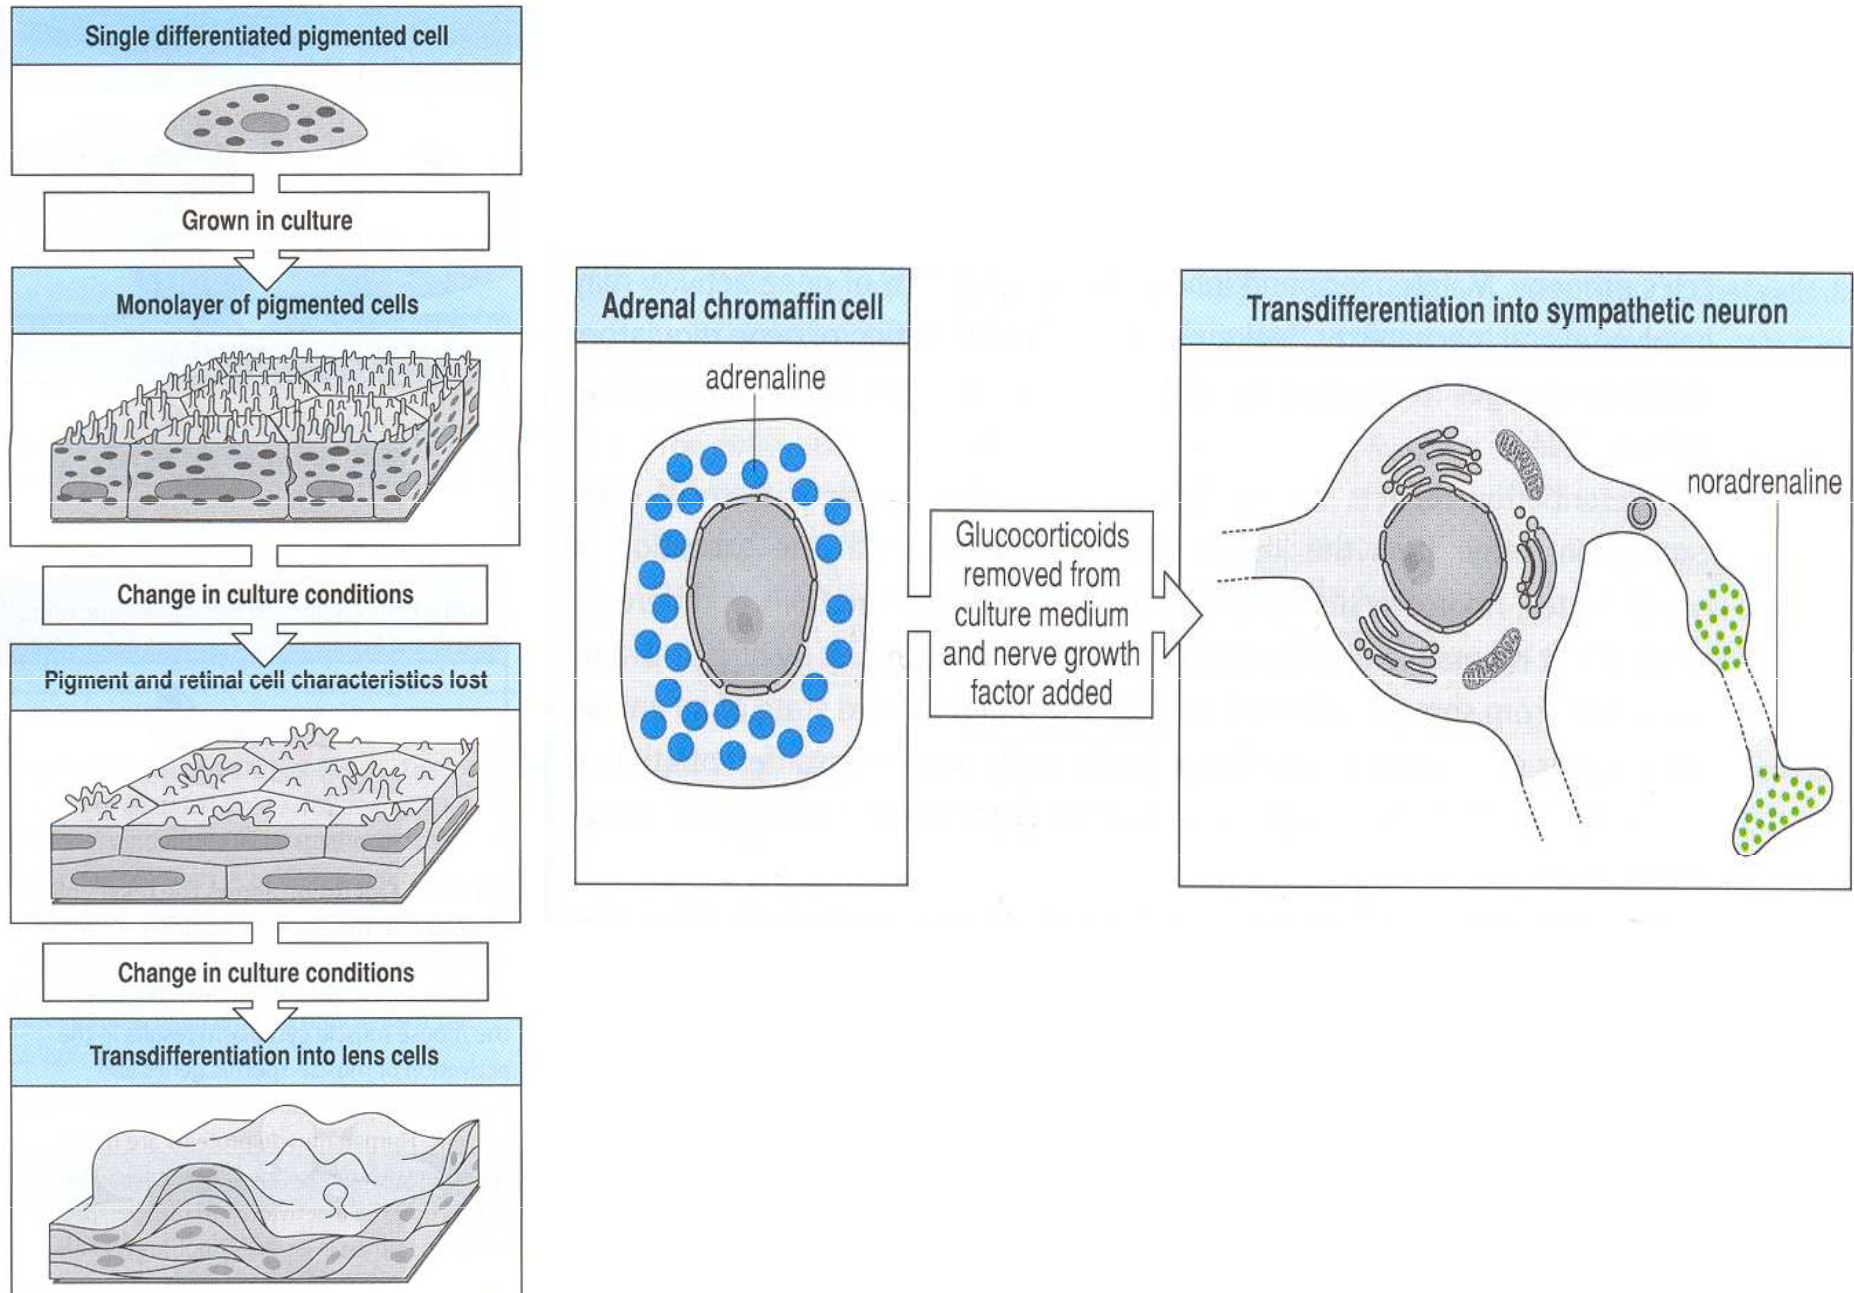 Single differentiated pigmented cell
Grown in culture
Monolayer of pigmented cells
Change in culture conditions
Pigment and retinal cell characteristics lost
Change in culture conditions
Transdifferentiation into lens cells
Adrenal chromaffin cell
adrenaline
Glucocorticoids
removed from
culture medium
and nerve growth
factor added
Transdifferentiation into sympathetic neuron
noradrenaline